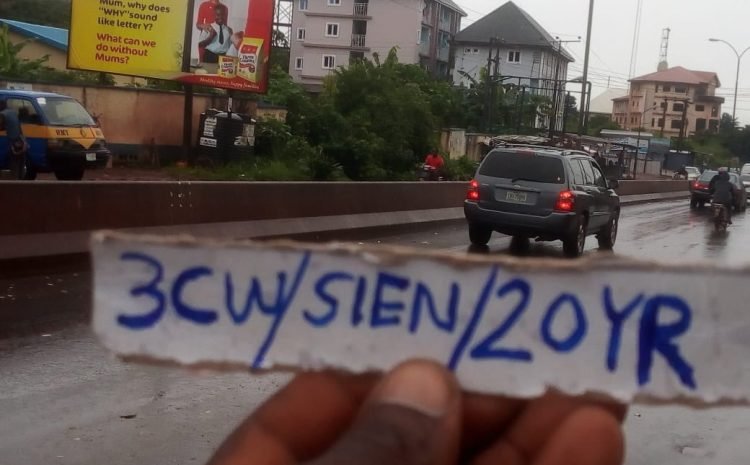 Mum, why does
"WHY" sound
like letter Y?
What can we
do without
Mums?
3CW/SIEN/20YR